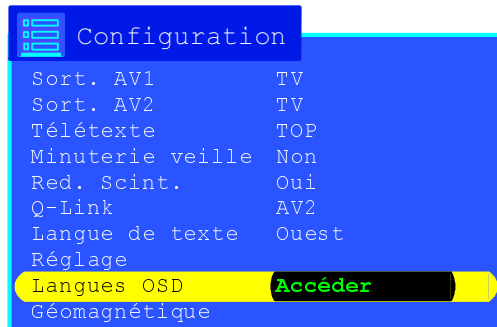 Configuration
Sort. AV1 TV
Sort. AV2 TV
Télétexte TOP
Minuterie veille Non
Red. Scint. Oui
Q-Link AV2
Langue de texte Ouest
Réglage
Langues OSD Accéder
Géomagnétique